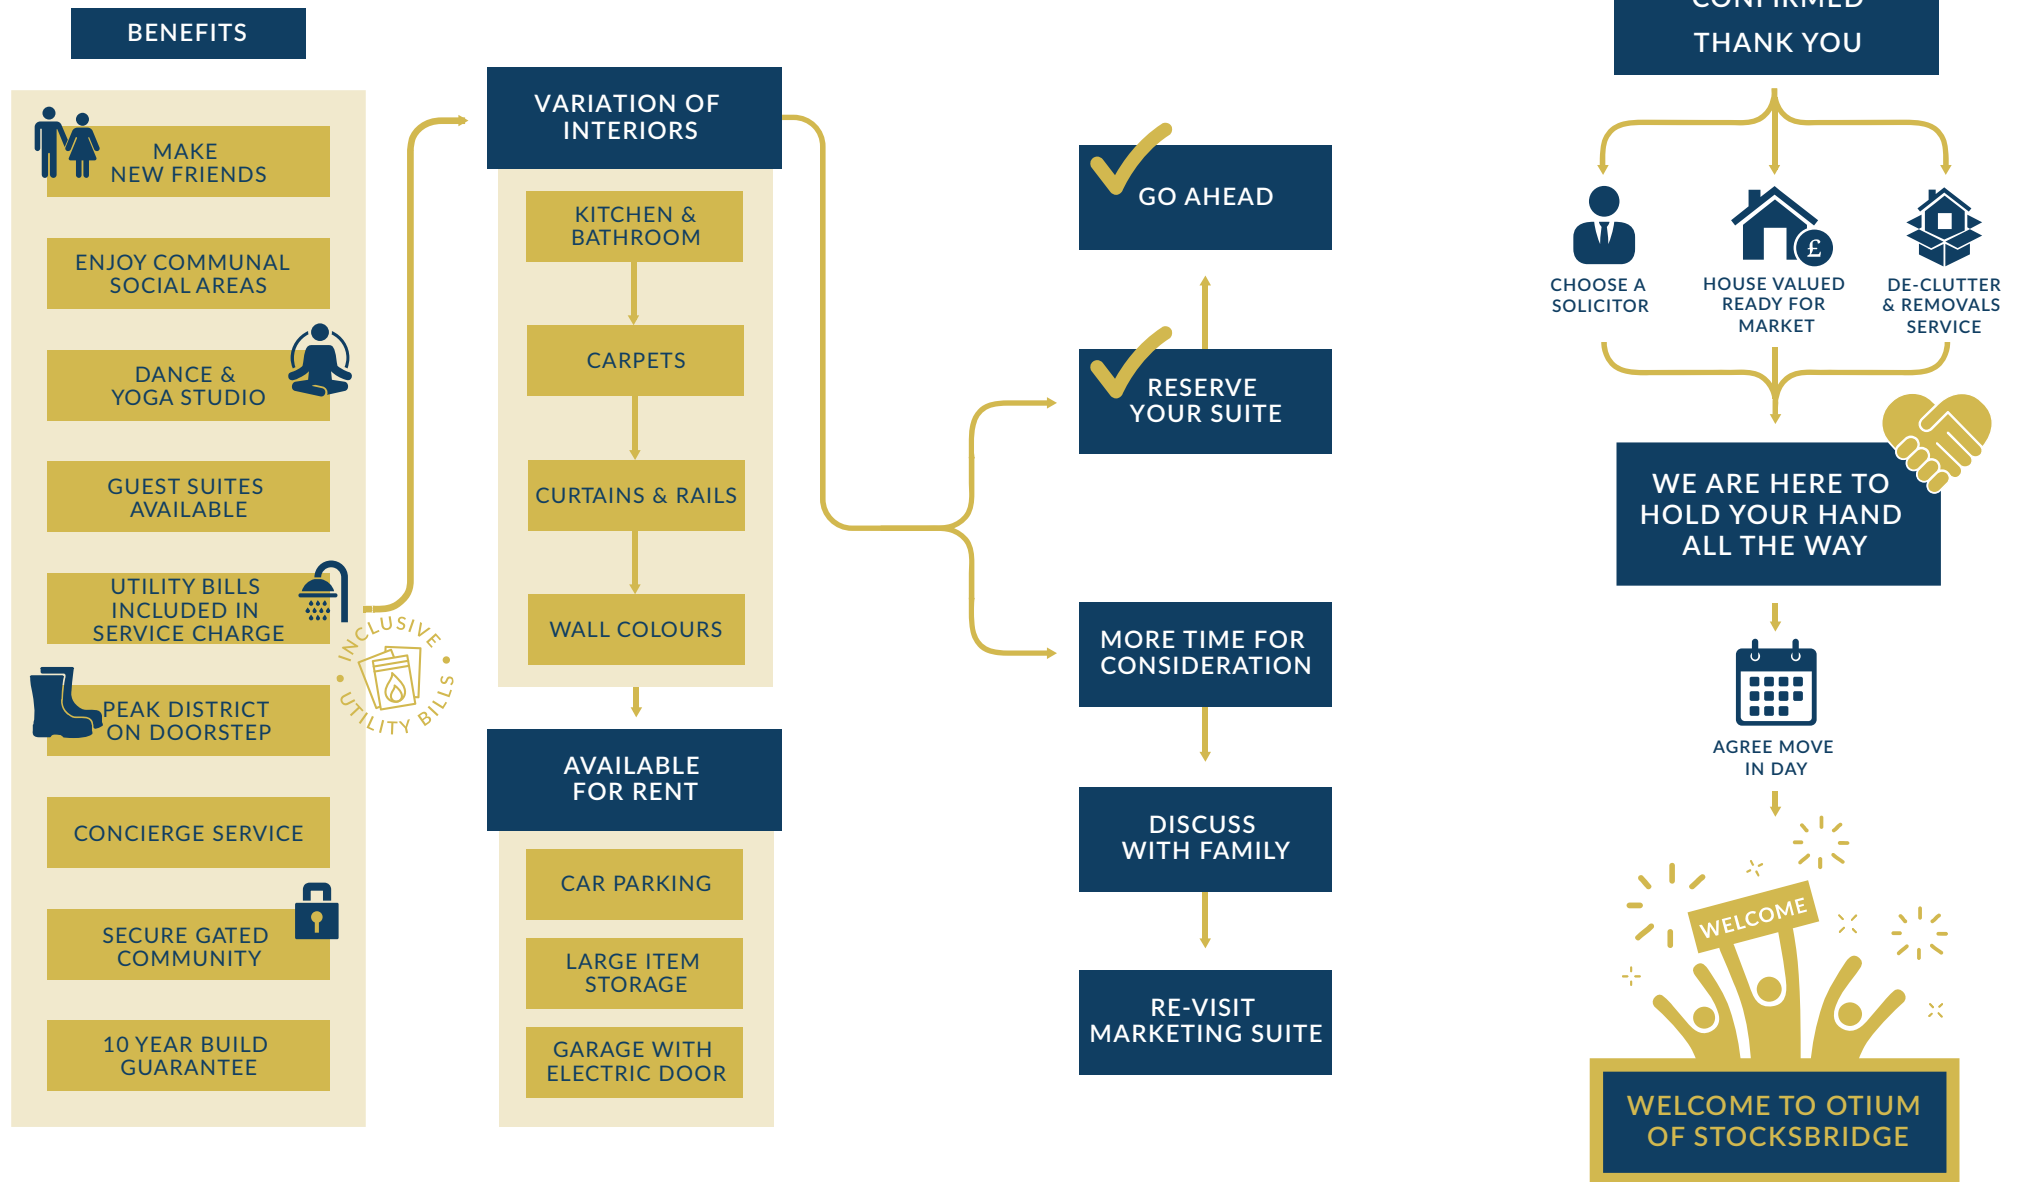 BENEFITS
MAKE
NEW FRIENDS
ENJOY COMMUNAL
SOCIAL AREAS
DANCE &
YOGA STUDIO
GUEST SUITES
AVAILABLE
UTILITY BILLS
INCLUDED IN
SERVICE CHARGE
INCLUSIVE
UTILITY BILLS
PEAK DISTRICT
ON DOORSTEP
CONCIERGE SERVICE
SECURE GATED
COMMUNITY
10 YEAR BUILD
GUARANTEE
VARIATION OF
INTERIORS
KITCHEN &
BATHROOM
CARPETS
CURTAINS & RAILS
WALL COLOURS
AVAILABLE
FOR RENT
CAR PARKING
LARGE ITEM
STORAGE
GARAGE WITH
ELECTRIC DOOR
GO AHEAD
RESERVE
YOUR SUITE
MORE TIME FOR
CONSIDERATION
DISCUSS
WITH FAMILY
RE-VISIT
MARKETING SUITE
CONFIRMED
THANK YOU
CHOOSE A
SOLICITOR
£
HOUSE VALUED
READY FOR
MARKET
DE-CLUTTER
& REMOVALS
SERVICE
WE ARE HERE TO
HOLD YOUR HAND
ALL THE WAY
AGREE MOVE
IN DAY
WELCOME
WELCOME TO OTIUM
OF STOCKSBRIDGE